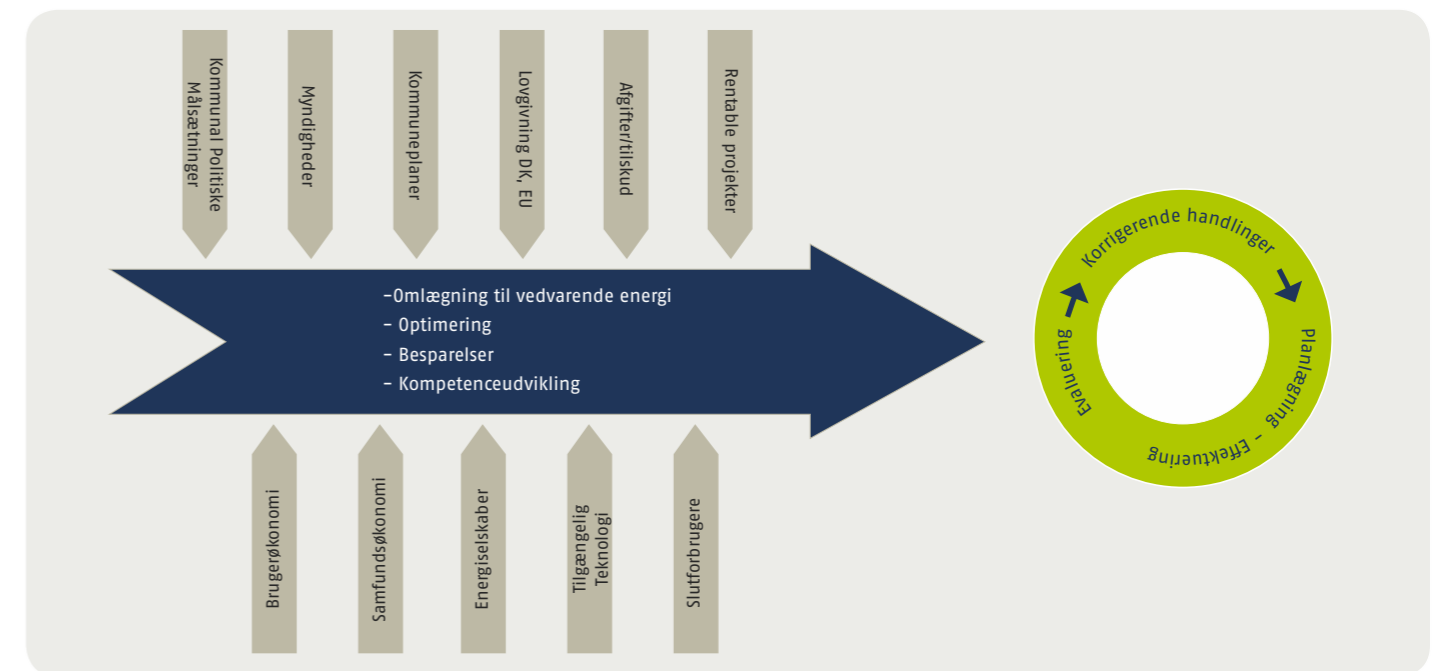 Kommunal Politiske
Målsætninger
Myndigheder
Kommuneplaner
Lovgivning DK, EU
Afgifter/tilskud
Rentable projekter
-Omlægning til vedvarende energi
- Optimering
- Besparelser
- Kompetenceudvikling
Brugerøkonomi
Samfundsøkonomi
Energiselskaber
Tilgængelig
Teknologi
Slutforbrugere
Korrigerende handlinger
Planlægning - Effektuering
Evaluering